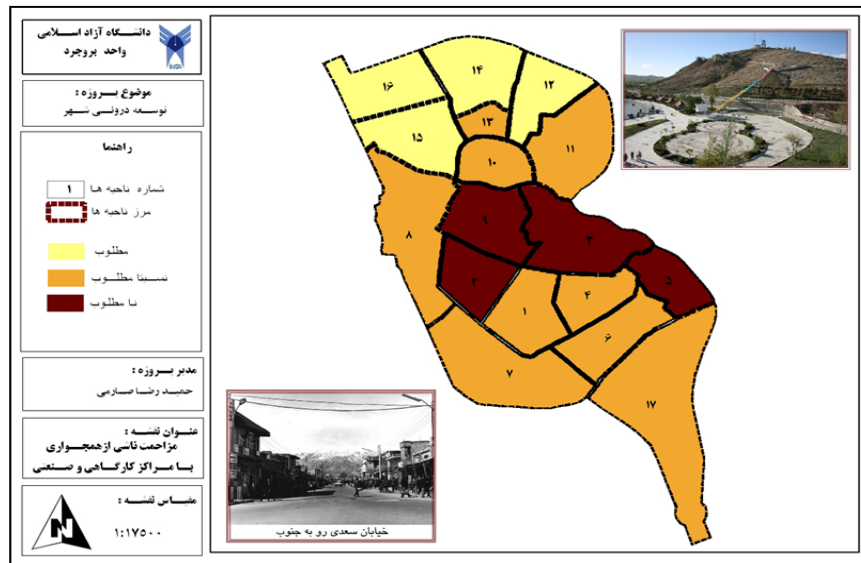 دانشگاه آزاد اسلامی
واحد بروجرد
موضوع پروژه :
توسعه درونی شهر
راهنما
۱ شماره ناحیه ها
مرز ناحیه ها
مطلوب
نسبتا مطلوب
نا مطلوب
مدیر پروژه :
حمید رضا صارمی
عنوان نقشه :
مزاحمت ناشی از همجواری
با مراکز کارگاهی و صنعتی
مقیاس نقشه :
N ۱:۱۷۵۰۰
۱۶
۱۴
۱۲
۱۳
۱۵
۱۱
۱۰
۹
۳
۸
۲
۵
۴
۱
۶
۷
۱۷
خیابان سعدی رو به جنوب